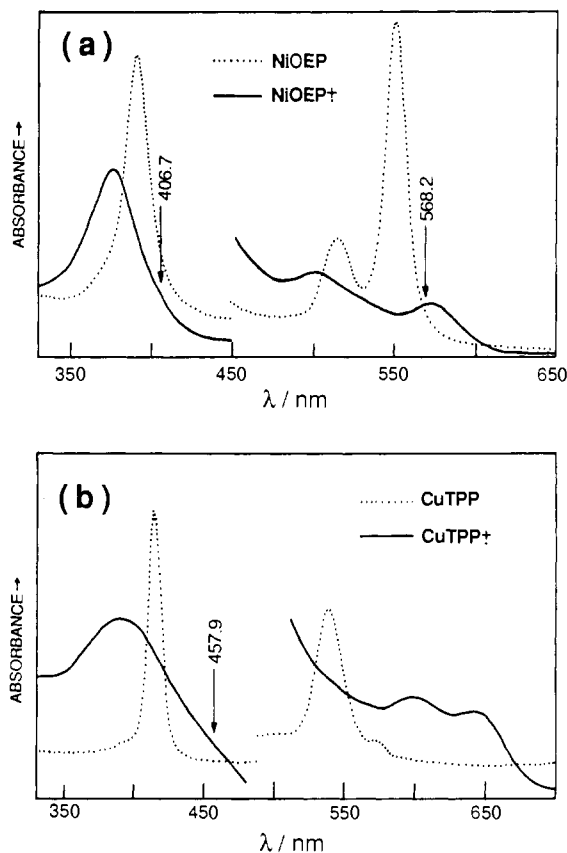 (a)
NiOEP
NiOEP‡
406.7
568.2
ABSORBANCE→
350
450
550
650
λ / nm
(b)
CuTPP
CuTPP‡
457.9
ABSORBANCE→
350
450
550
650
λ / nm